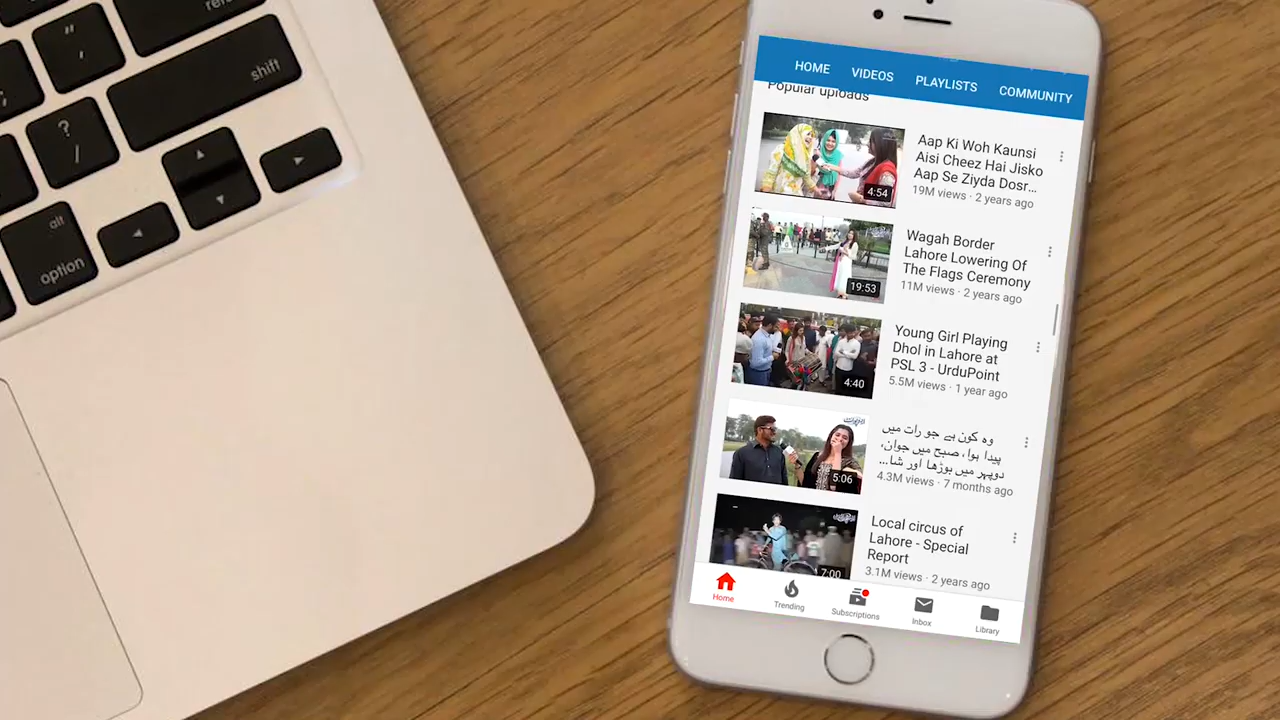 refe
shift
alt
option
HOME VIDEOS PLAYLISTS COMMUNITY
Popular uploads
Aap Ki Woh Kaunsi
Aisi Cheez Hai Jisko
Aap Se Ziyda Dosr...
19M views · 2 years ago
4:54
Wagah Border
Lahore Lowering Of
The Flags Ceremony
11M views · 2 years ago
19:53
Young Girl Playing
Dhol in Lahore at
PSL 3 - UrduPoint
5.5M views · 1 year ago
4:40
وہ کون ہے جو رات میں
پیدا ہوا، صبح میں جوان،
دوپہر میں بوڑھا اور شا...
4.3M views · 7 months ago
5:06
Local circus of
Lahore - Special
Report
3.1M views · 2 years ago
7:00
Home Trending Subscriptions Inbox Library